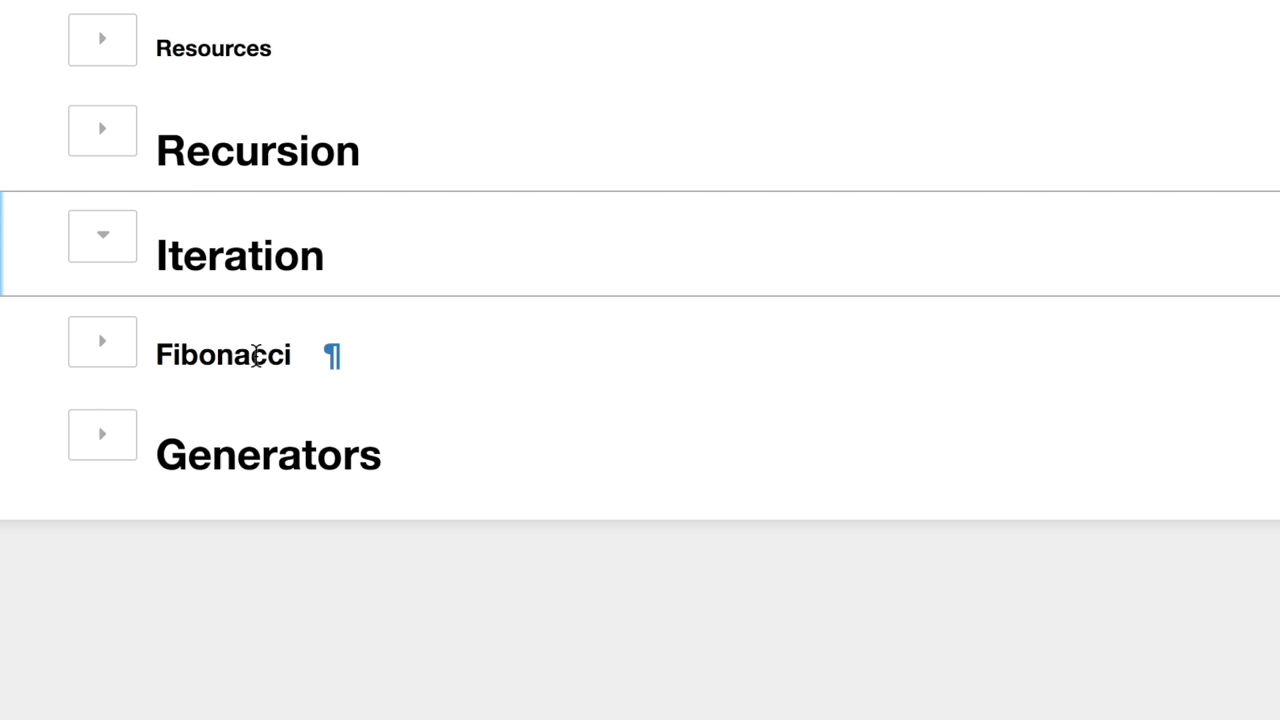 Resources
Recursion
Iteration
Fibonacci ¶
Generators